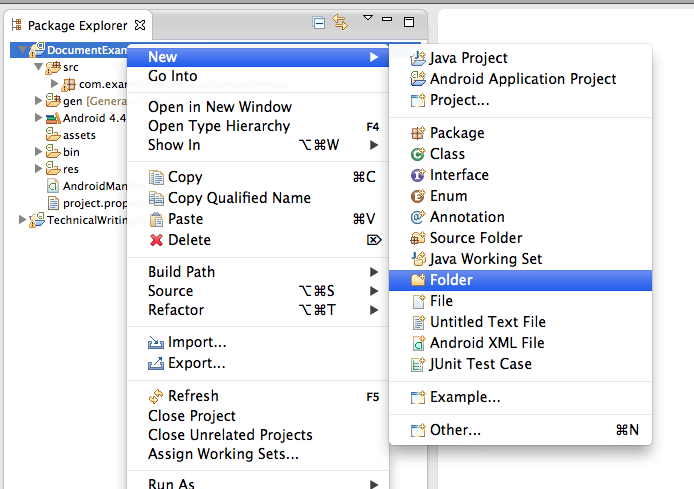 Package Explorer
DocumentExam
src
com.exam
gen [Genera
Android 4.4
assets
bin
res
AndroidMan
project.prop
TechnicalWriting
New
Go Into
Open in New Window
Open Type Hierarchy F4
Show In ⌥⌘W
Copy ⌘C
Copy Qualified Name
Paste ⌘V
Delete ⌦
Build Path
Source ⌥⌘S
Refactor ⌥⌘T
Import...
Export...
Refresh F5
Close Project
Close Unrelated Projects
Assign Working Sets...
Run As
Java Project
Android Application Project
Project...
Package
Class
Interface
Enum
Annotation
Source Folder
Java Working Set
Folder
File
Untitled Text File
Android XML File
JUnit Test Case
Example...
Other... ⌘N